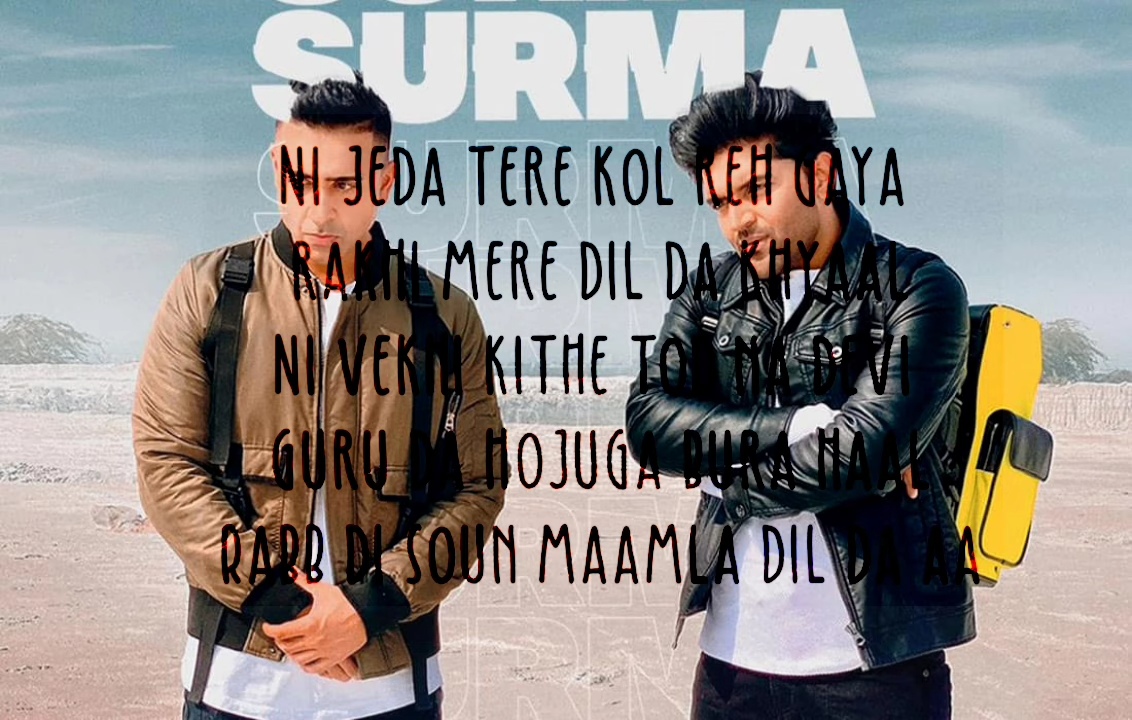 SURMA
NI JEDA TERE KOL REH GAYA
RAKHI MERE DIL DA KHYAAL
NI VEKHI KITHE TOD NA DEVI
GURU DA HOJUGA BURA HAAL
RABB DI SOUN MAAMLA DIL DA AA